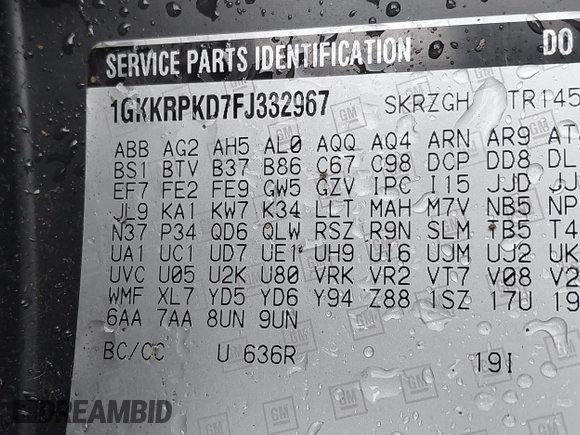 SERVICE PARTS IDENTIFICATION DO
1GKKRPKD7FJ332967 SKRZGH TR145
ABB AG2 AH5 AL0 AQQ AQ4 ARN AR9 AT
BS1 BTV B37 B86 C67 C98 DCP DD8 DL
EF7 FE2 FE9 GW5 GZV IPC I15 JJD JJ
JL9 KA1 KW7 K34 LLT MAH M7V NB5 NP
N37 P34 QD6 QLW RSZ R9N SLM TB5 T4
UA1 UC1 UD7 UE1 UH9 UI6 UJM UJ2 UK
UVC U05 U2K U80 VRK VR2 VT7 V08 V2
WMF XL7 YD5 YD6 Y94 Z88 1SZ 17U 19
6AA 7AA 8UN 9UN
BC/CC U 636R 19I
DREAMBID